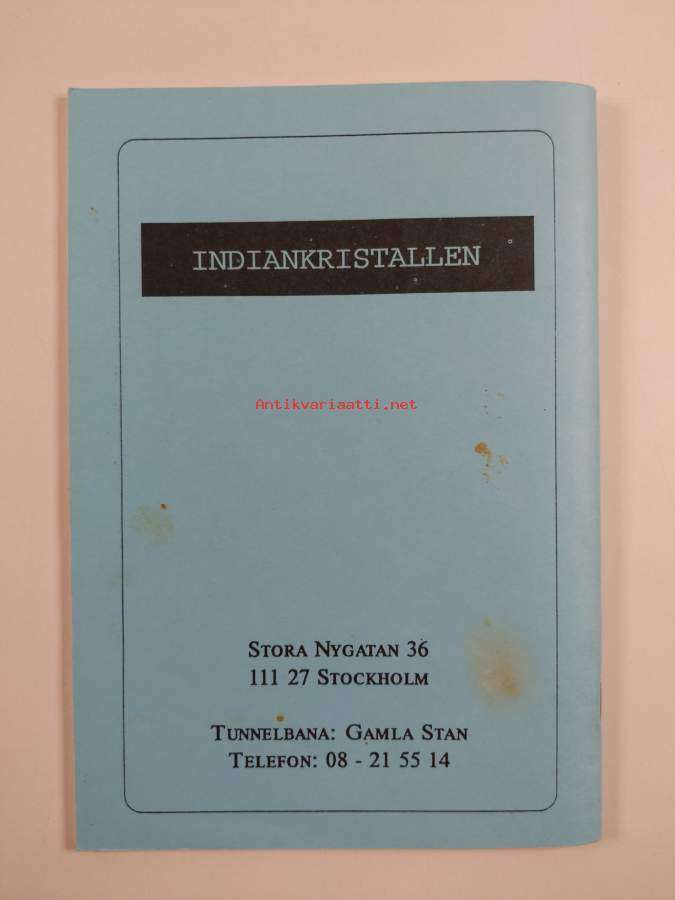 INDIANKRISTALLEN
Antikvariaatti.net
STORA NYGATAN 36
111 27 STOCKHOLM
TUNNELBANA: GAMLA STAN
TELEFON: 08 - 21 55 14